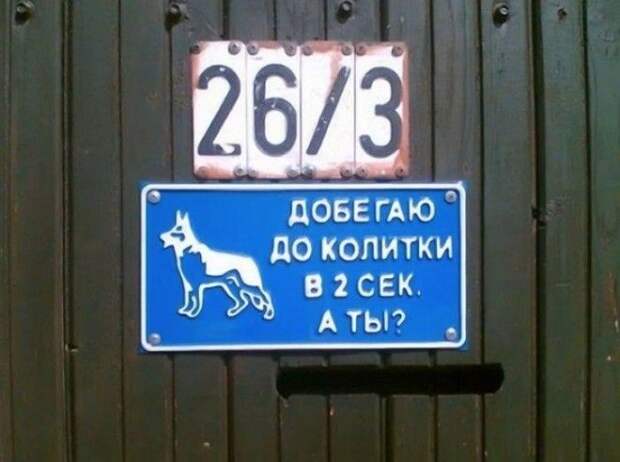 26/3
ДОБЕГАЮ
ДО КОЛИТКИ
В 2 СЕК.
А ТЫ?